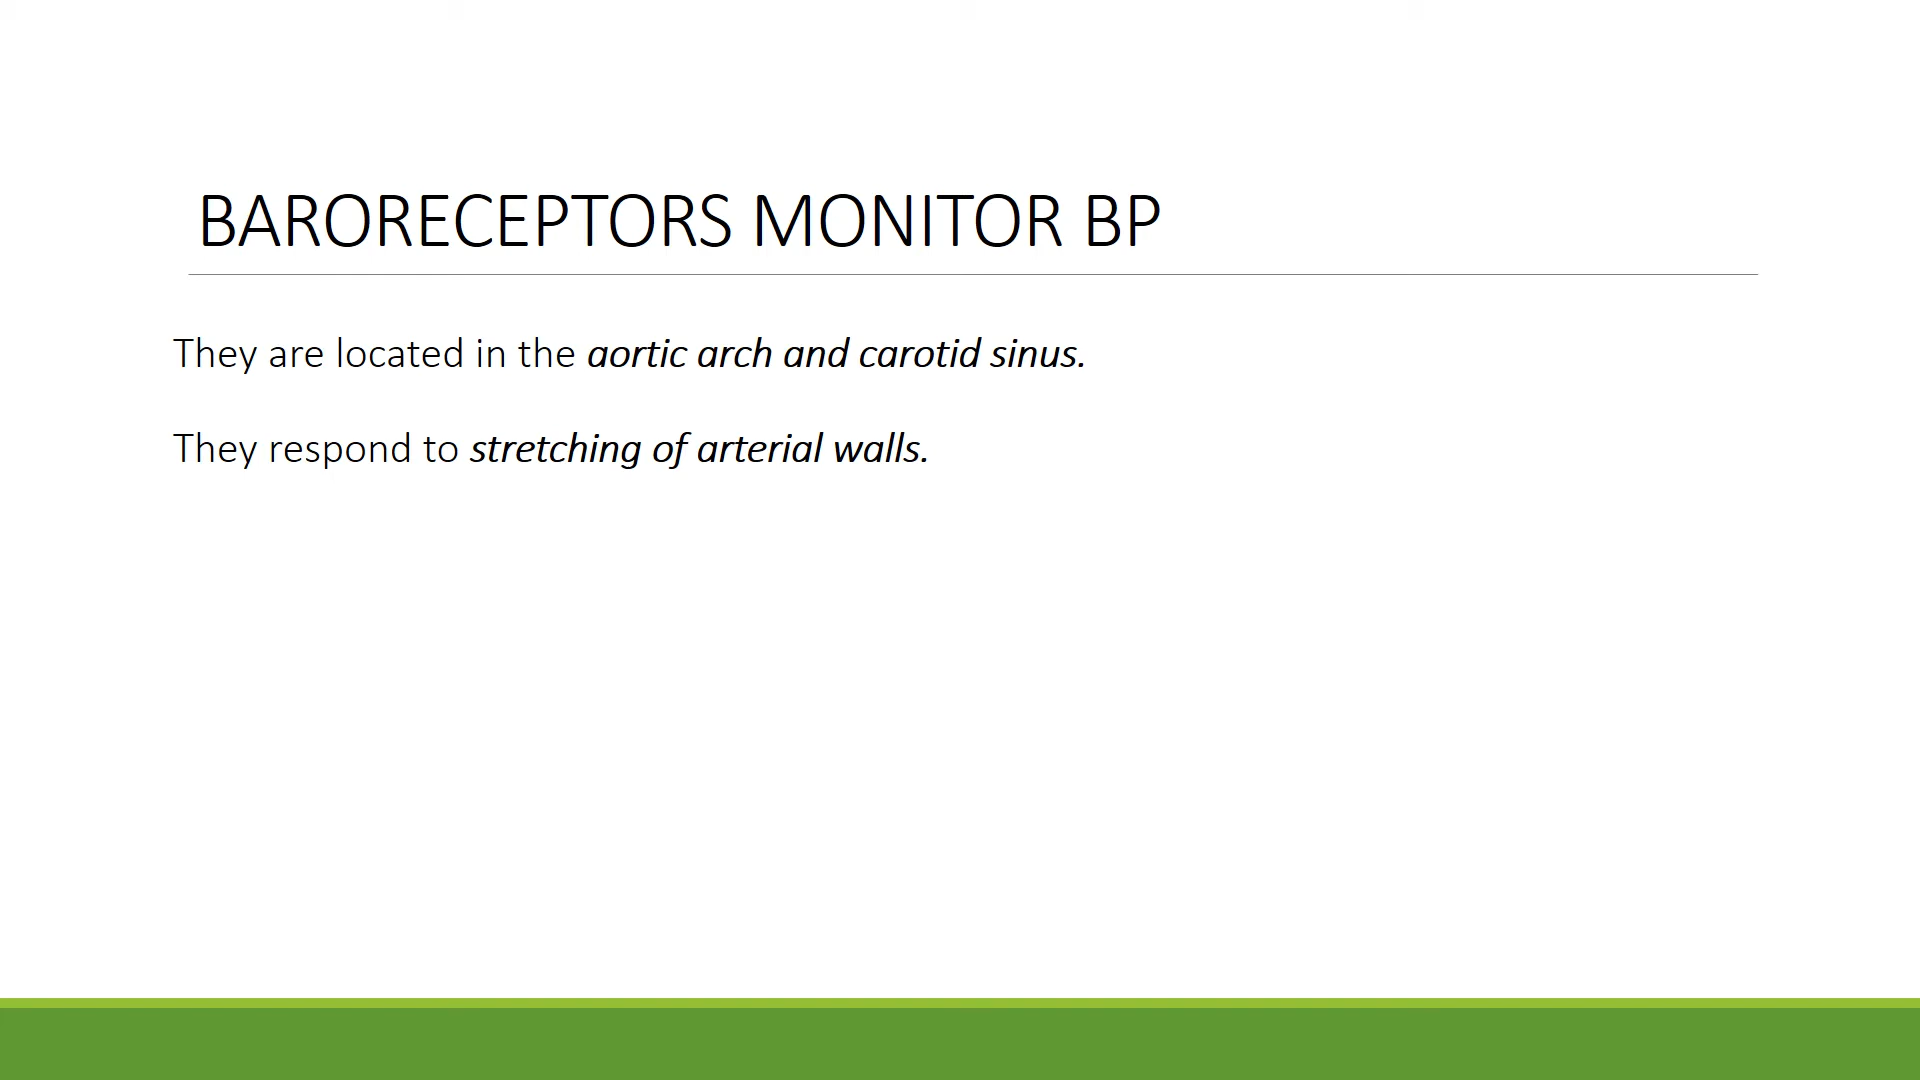 BARORECEPTORS MONITOR BP
They are located in the aortic arch and carotid sinus.
They respond to stretching of arterial walls.